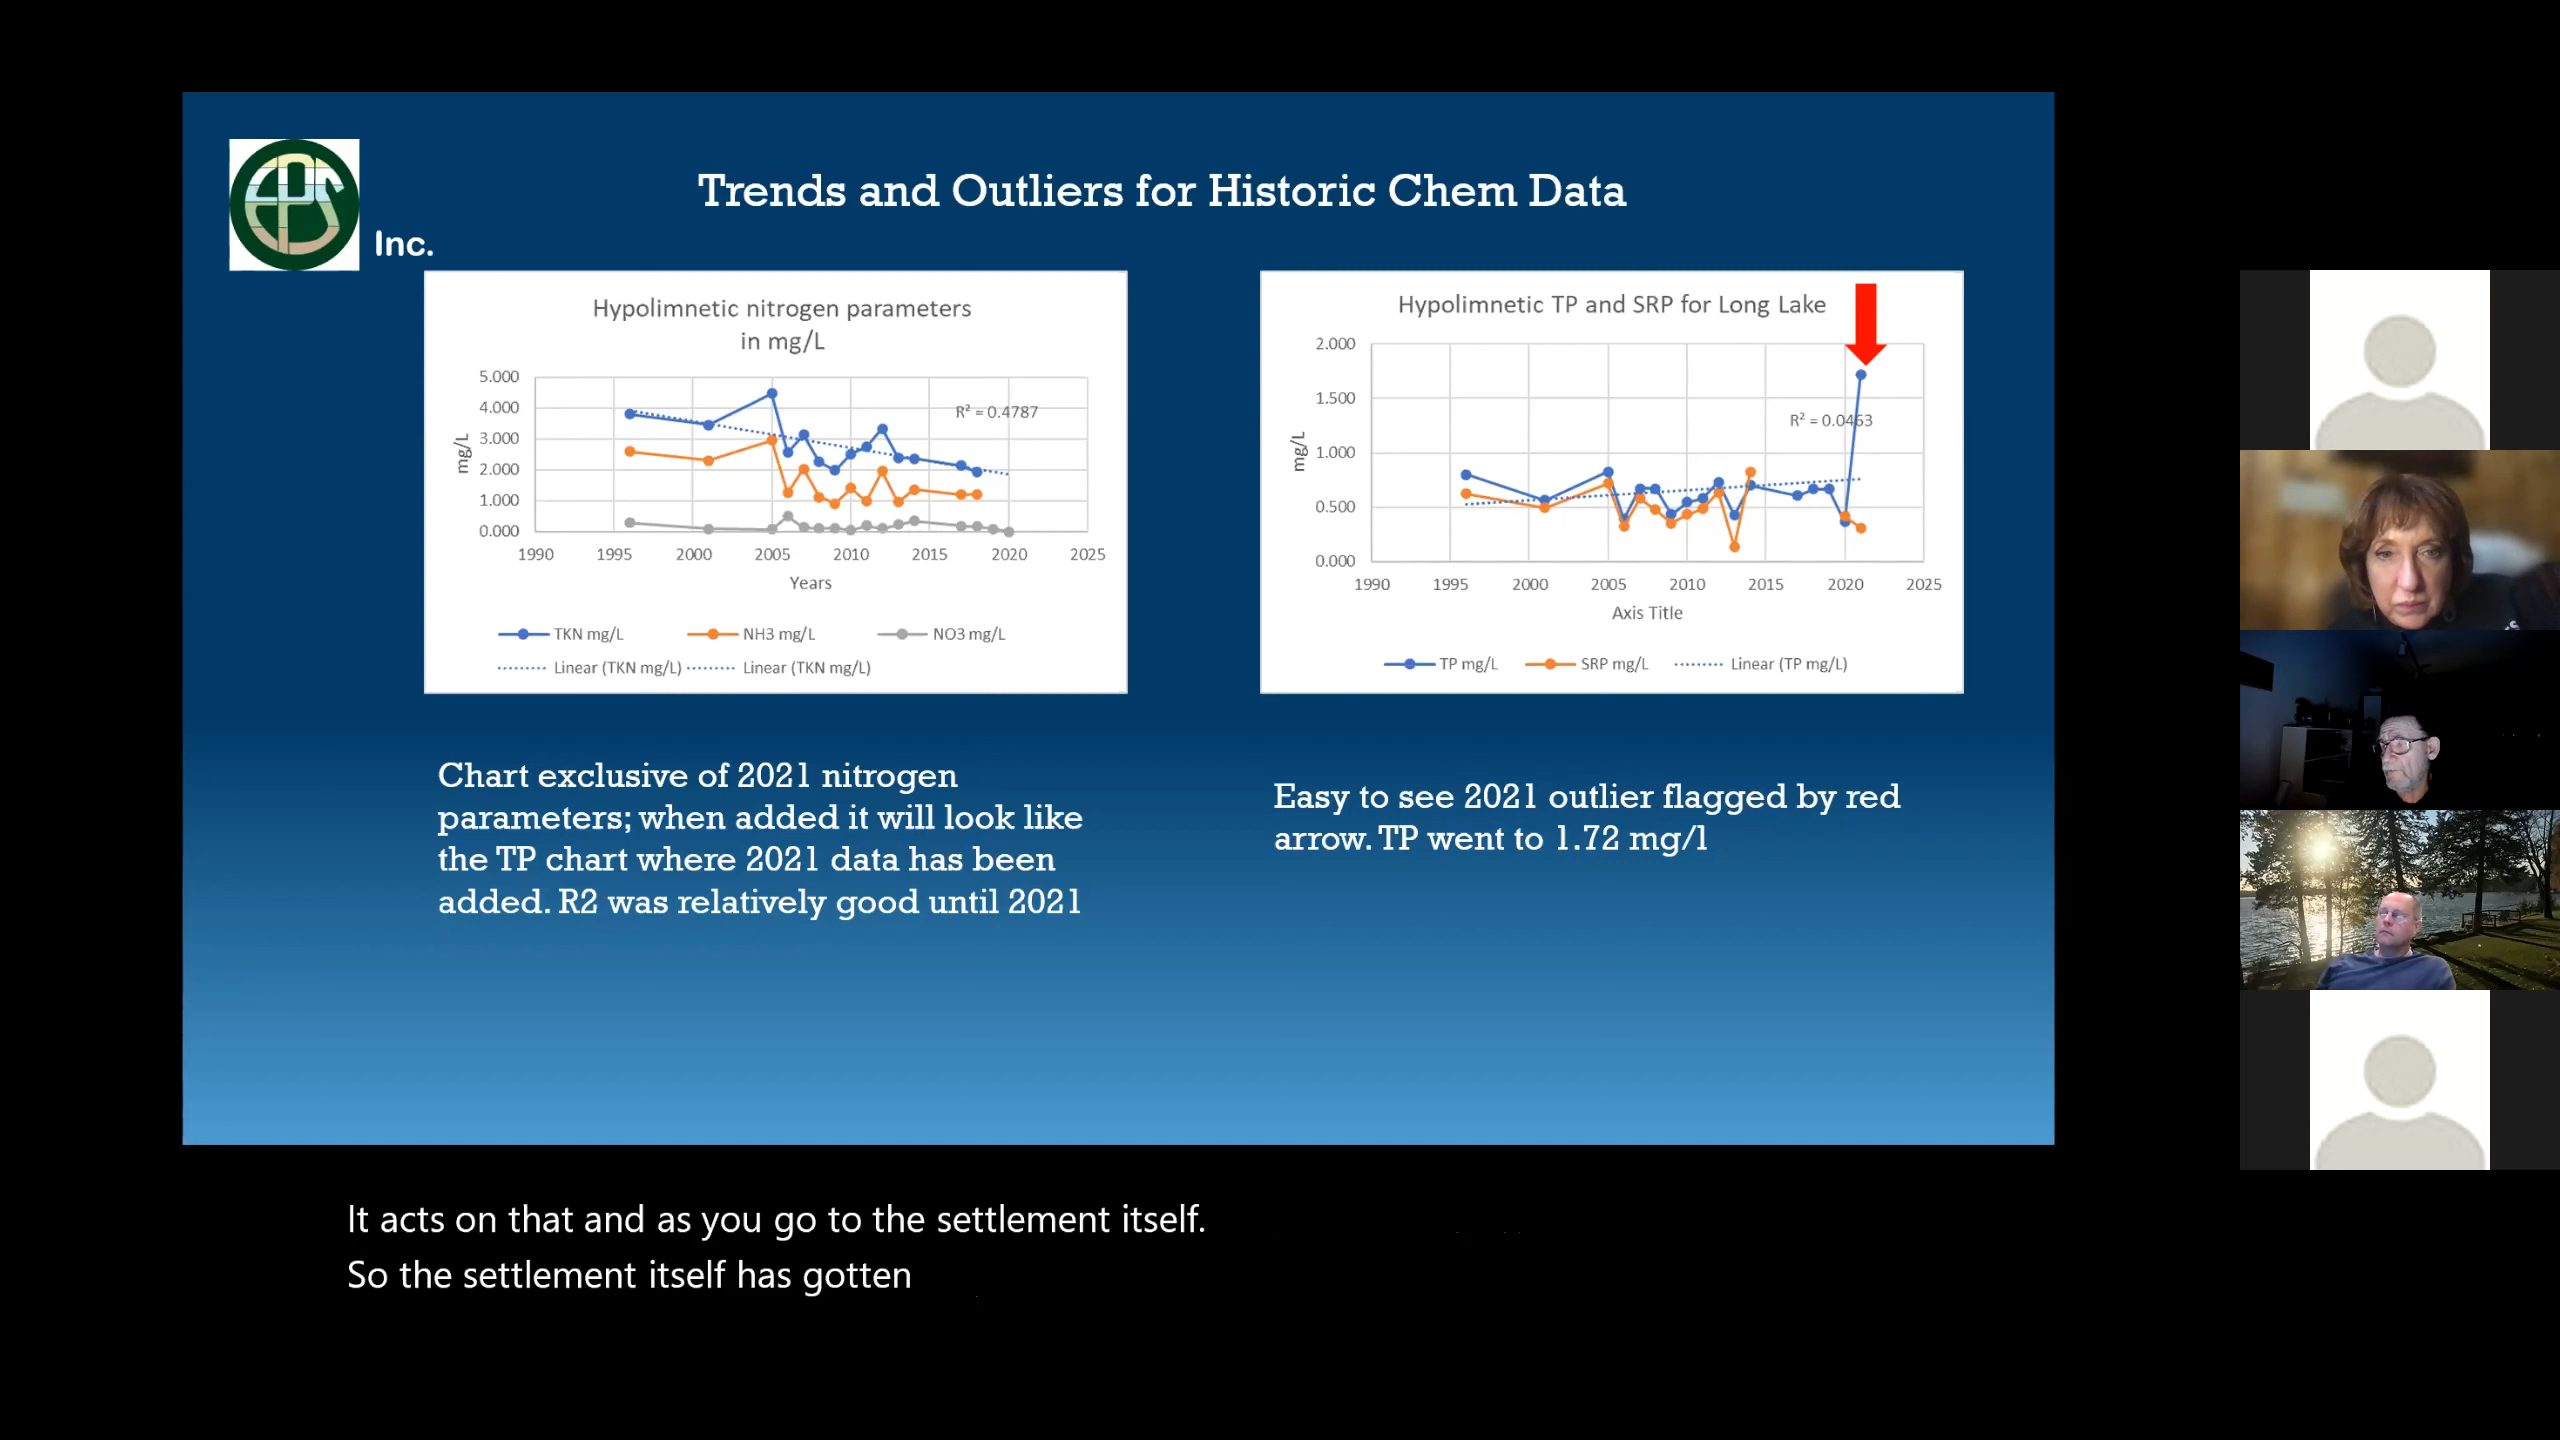 EPS
Inc.
Trends and Outliers for Historic Chem Data
Hypolimnetic nitrogen parameters
in mg/L
5.000
4.000
3.000
2.000
1.000
0.000
mg/L
R² = 0.4787
1990 1995 2000 2005 2010 2015 2020 2025
Years
TKN mg/L NH3 mg/L NO3 mg/L
Linear (TKN mg/L) Linear (TKN mg/L)
Hypolimnetic TP and SRP for Long Lake
2.000
1.500
1.000
0.500
0.000
mg/L
R² = 0.0463
1990 1995 2000 2005 2010 2015 2020 2025
Axis Title
TP mg/L SRP mg/L Linear (TP mg/L)
Chart exclusive of 2021 nitrogen
parameters; when added it will look like
the TP chart where 2021 data has been
added. R2 was relatively good until 2021
Easy to see 2021 outlier flagged by red
arrow. TP went to 1.72 mg/l
It acts on that and as you go to the settlement itself.
So the settlement itself has gotten